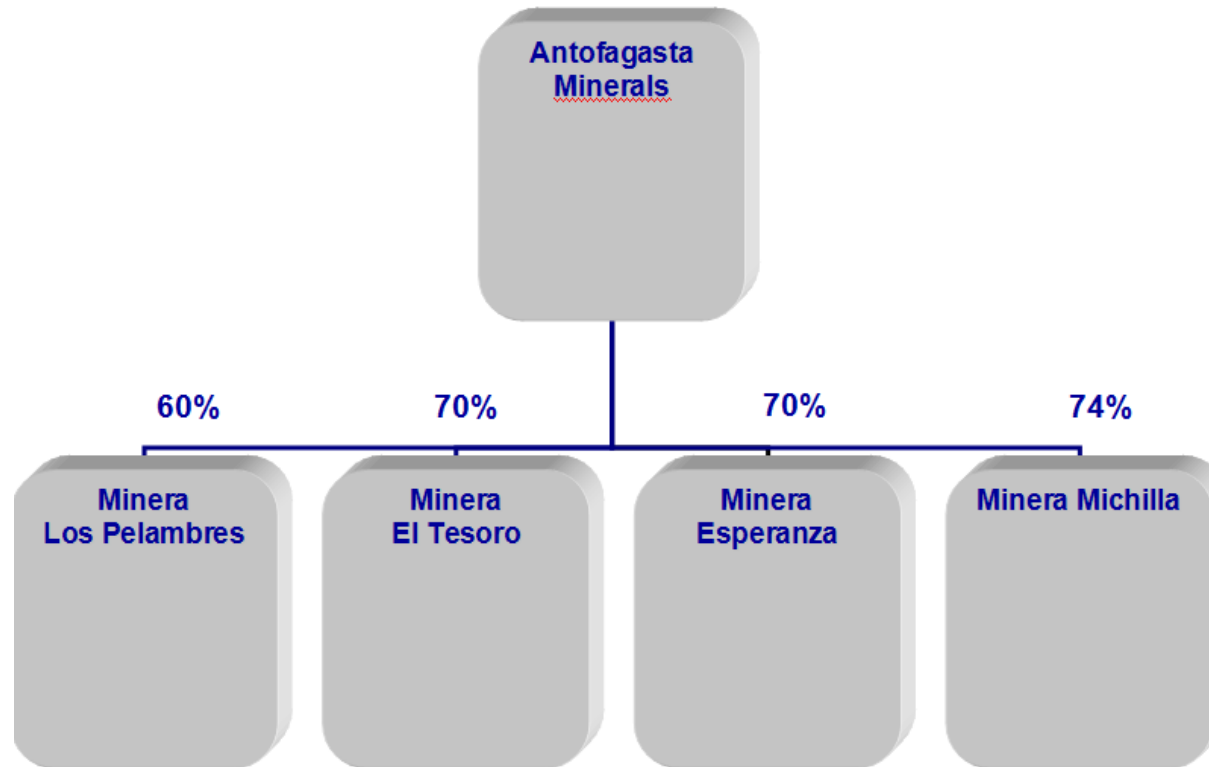 Antofagasta
Minerals
60%
70%
70%
74%
Minera
Los Pelambres
Minera
El Tesoro
Minera
Esperanza
Minera Michilla